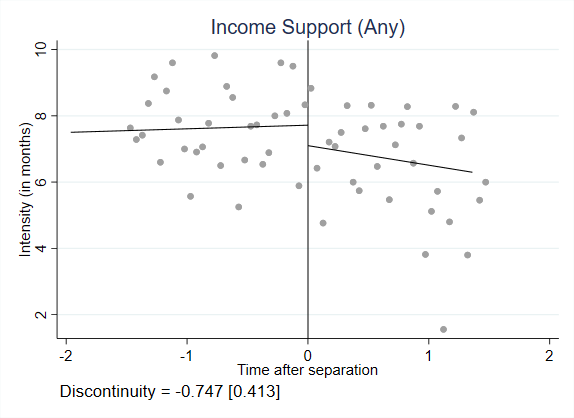 Income Support (Any)
Intensity (in months)
10
8
6
4
2
-2
-1
0
1
2
Time after separation
Discontinuity = -0.747 [0.413]